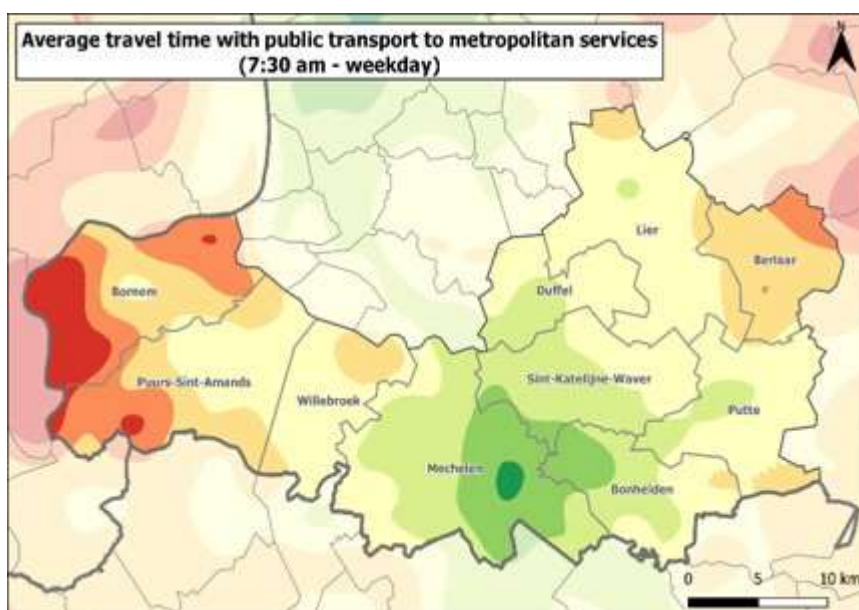 Average travel time with public transport to metropolitan services
(7:30 am - weekday)
N
Lier
Berlaar
Bornem
Duffel
Puurs-Sint-Amands
Sint-Katelijne-Waver
Willebroek
Putte
Mechelen
Bonheiden
0 5 10 km